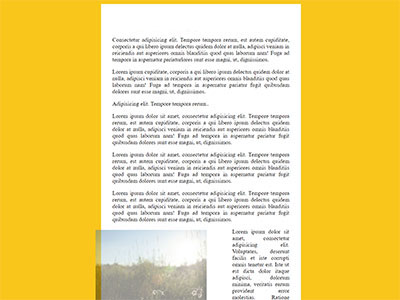 Consectetur adipisicing elit. Tempore tempora rerum, est autem cupiditate,
corporis a qui libero ipsum delectus quidem dolor at nulla, adipisci veniam in
reiciendis aut asperiores omnis blanditiis quod quas laborum nam! Fuga ad
tempora in aspernatur pariaturdolores sunt esse magni, ut, dignissimos.
Lorem ipsum cupiditate, corporis a qui libero ipsum delectus quidem dolor at
nulla, adipisci veniam in reiciendis aut asperiores omnis blanditiis quod quas
laborum nam! Fuga ad tempora in aspernatur pariatur fugit quibusdam dolores
sunt esse magni, ut, dignissimos.
Adipisicing elit. Tempore tempora rerum..
Lorem ipsum dolor sit amet, consectetur adipisicing elit. Tempore tempora
rerum, est autem cupiditate, corporis a qui libero ipsum delectus quidem
dolor at nulla, adipisci veniam in reiciendis aut asperiores omnis blanditiis
quod quas laborum nam! Fuga ad tempora in aspernatur pariatur fugit
quibusdam dolores sunt esse magni, ut, dignissimos.
Lorem ipsum dolor sit amet, consectetur adipisicing elit. Tempore tempora
rerum, est autem cupiditate, corporis a qui libero ipsum delectus quidem
dolor at nulla, adipisci veniam in reiciendis aut asperiores omnis blanditiis
quod quas laborum nam! Fuga ad tempora in aspernatur pariatur fugit
quibusdam dolores sunt esse magni, ut, dignissimos.
Lorem ipsum dolor sit amet, consectetur adipisicing elit. Tempore tempora
rerum, est autem cupiditate, corporis a qui libero ipsum delectus quidem
dolor at nulla, adipisci veniam in reiciendis aut asperiores omnis blanditiis
quod quas laborum nam! Fuga ad tempora in aspernatur pariatur fugit
quibusdam dolores sunt esse magni, ut, dignissimos.
Lorem ipsum dolor sit
amet, consectetur
adipisicing elit.
Voluptates, deserunt
facilis et iste corrupti
omnis tenetur est. Iste ut
est dicta dolor itaque
adipisci, dolorum
minima, veritatis earum
provident error
molestias. Ratione